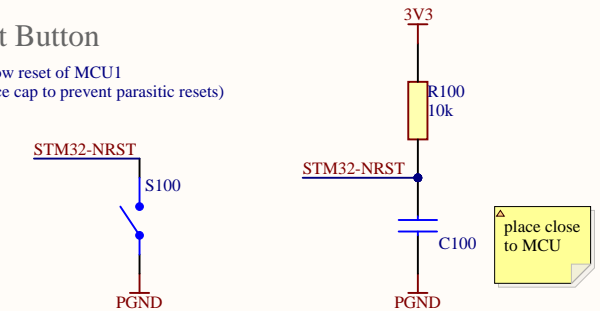 t Button
ow reset of MCU1
ce cap to prevent parasitic resets)
STM32-NRST
S100
PGND
3V3
R100
10k
STM32-NRST
C100
PGND
place close
to MCU